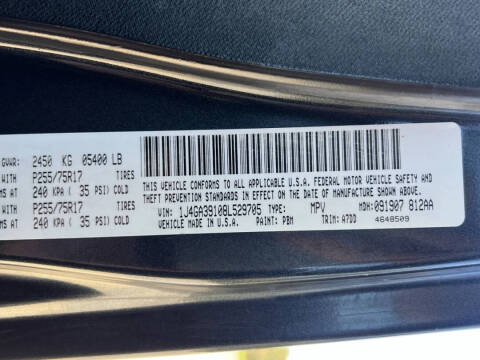 GVWR: 2450 KG 05400 LB
WITH P255/75R17 TIRES
MS AT 240 KPA ( 35 PSI) COLD
WITH P255/75R17 TIRES
MS AT 240 KPA ( 35 PSI) COLD
THIS VEHICLE CONFORMS TO ALL APPLICABLE U.S.A. FEDERAL MOTOR VEHICLE SAFETY AND
THEFT PREVENTION STANDARDS IN EFFECT ON THE DATE OF MANUFACTURE SHOWN ABOVE.
VIN: 1J4GA39108L529705 TYPE: MPV MDH: 091907 812AA
VEHICLE MADE IN U.S.A. PAINT: PBM TRIM: A7DD 4648509